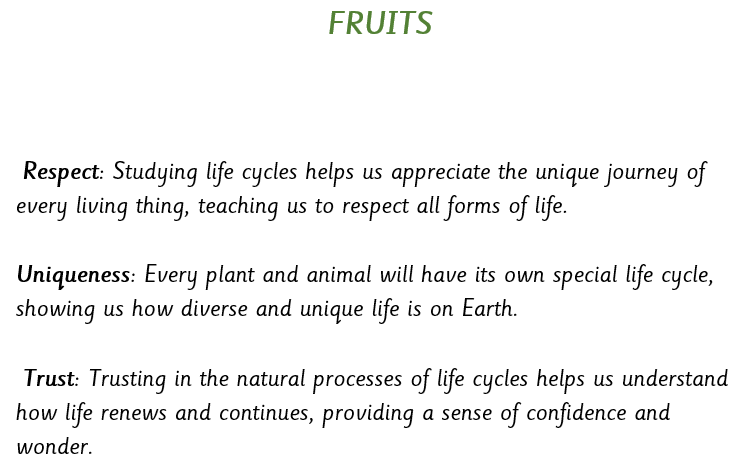 FRUITS
Respect: Studying life cycles helps us appreciate the unique journey of
every living thing, teaching us to respect all forms of life.
Uniqueness: Every plant and animal will have its own special life cycle,
showing us how diverse and unique life is on Earth.
Trust: Trusting in the natural processes of life cycles helps us understand
how life renews and continues, providing a sense of confidence and
wonder.